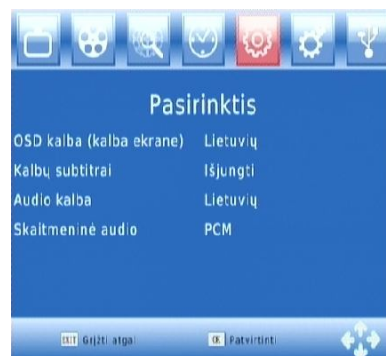 Pasirinktis
OSD kalba (kalba ekrane) Lietuvių
Kalbų subtitrai Išjungti
Audio kalba Lietuvių
Skaitmeninė audio PCM
EXIT Grįžti atgal OK Patvirtinti